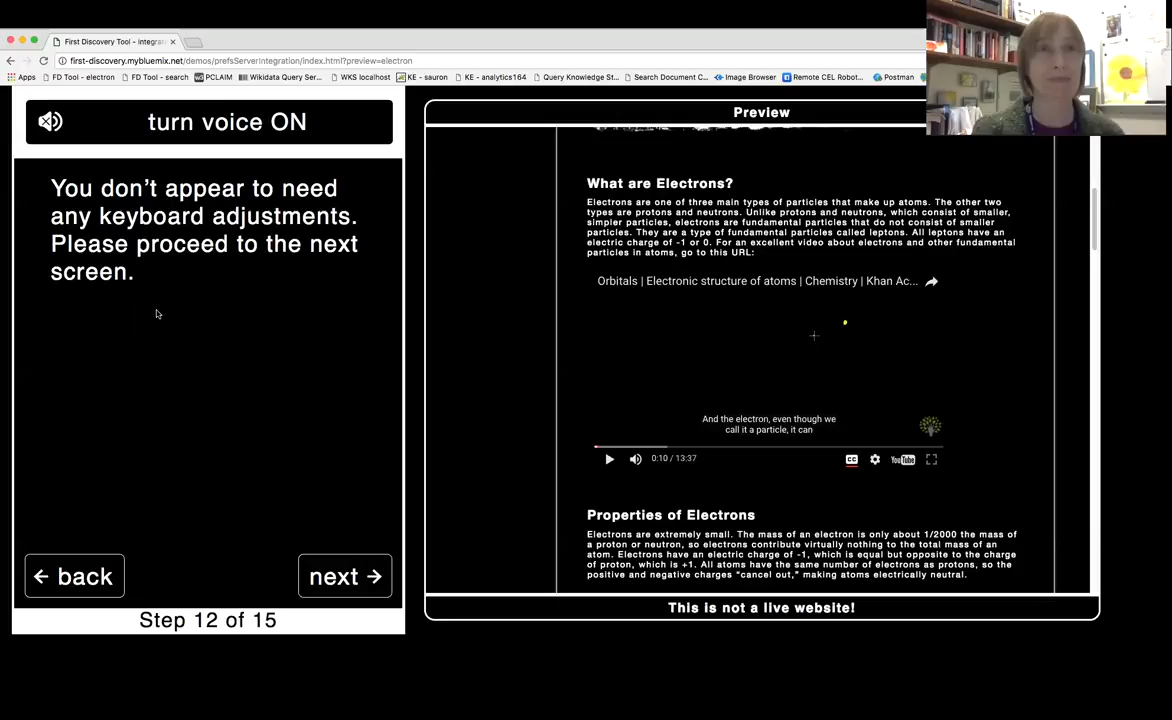 First Discovery Tool - Integrat
first-discovery.mybluemix.net/demos/prefsServerIntegration/index.html?preview=electron
Apps FD Tool - electron FD Tool - search PCLAIM Wikidata Query Ser... WKS localhost KE - sauron KE - analytics164 Query Knowledge St... Search Document C... Image Browser Remote CEL Robot... Postman
turn voice ON
You don't appear to need
any keyboard adjustments.
Please proceed to the next
screen.
← back
next →
Step 12 of 15
Preview
What are Electrons?
Electrons are one of three main types of particles that make up atoms. The other two
types are protons and neutrons. Unlike protons and neutrons, which consist of smaller,
simpler particles, electrons are fundamental particles that do not consist of smaller
particles. They are a type of fundamental particles called leptons. All leptons have an
electric charge of -1 or 0. For an excellent video about electrons and other fundamental
particles in atoms, go to this URL:
Orbitals | Electronic structure of atoms | Chemistry | Khan Ac...
And the electron, even though we
call it a particle, it can
0:10 / 13:37
CC YouTube
Properties of Electrons
Electrons are extremely small. The mass of an electron is only about 1/2000 the mass of
a proton or neutron, so electrons contribute virtually nothing to the total mass of an
atom. Electrons have an electric charge of -1, which is equal but opposite to the charge
of proton, which is +1. All atoms have the same number of electrons as protons, so the
positive and negative charges "cancel out," making atoms electrically neutral.
This is not a live website!